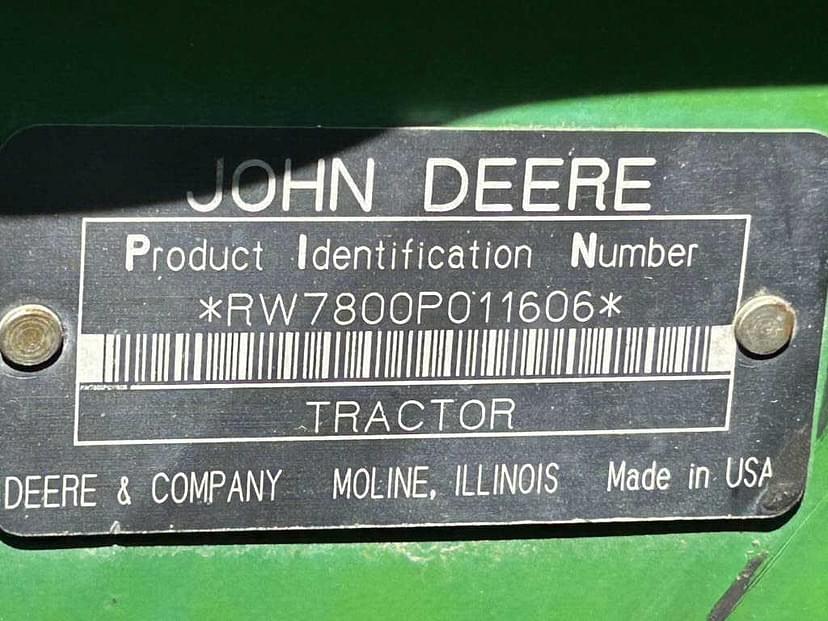 JOHN DEERE
Product Identification Number
*RW7800P011606*
TRACTOR
DEERE & COMPANY MOLINE, ILLINOIS Made in USA